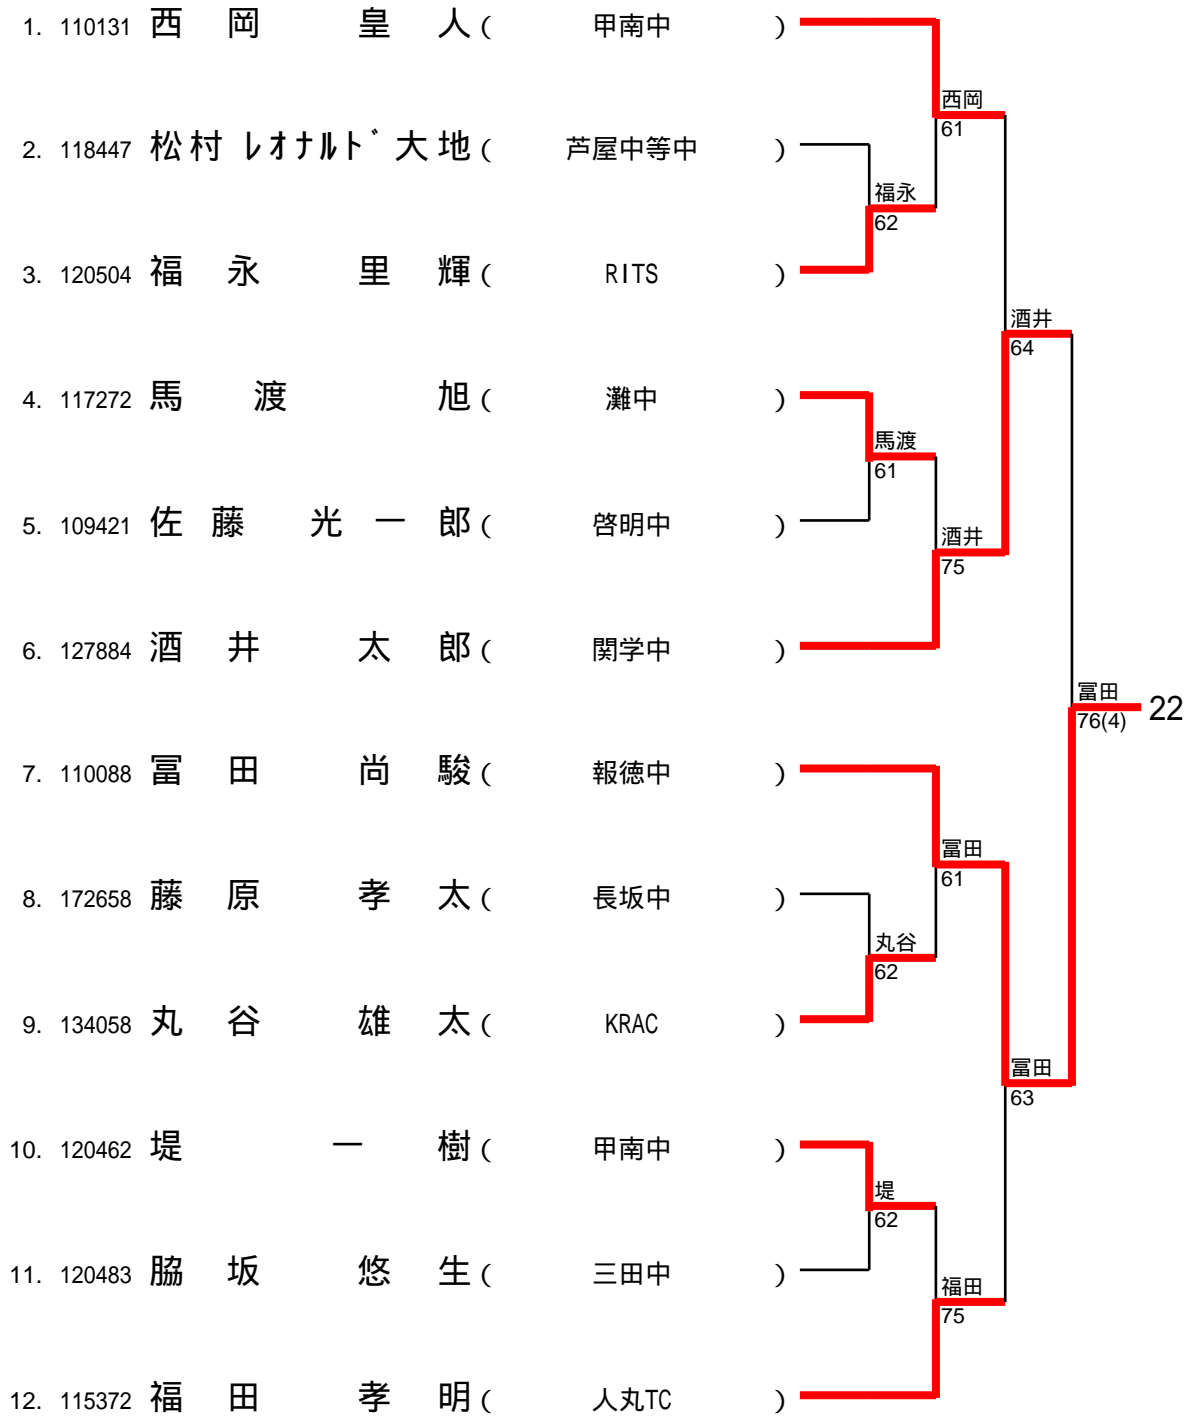 1. 110131 西岡 皇人 ( 甲南中 )
西岡
61
2. 118447 松村 ﾚｵﾅﾙﾄﾞ大地 ( 芦屋中等中 )
福永
62
3. 120504 福永 里輝 ( RITS )
酒井
64
4. 117272 馬渡 旭 ( 灘中 )
馬渡
61
5. 109421 佐藤 光一郎 ( 啓明中 )
酒井
75
6. 127884 酒井 太郎 ( 関学中 )
冨田
76(4)
22
7. 110088 冨田 尚駿 ( 報徳中 )
冨田
61
8. 172658 藤原 孝太 ( 長坂中 )
丸谷
62
9. 134058 丸谷 雄太 ( KRAC )
冨田
63
10. 120462 堤 一樹 ( 甲南中 )
堤
62
11. 120483 脇坂 悠生 ( 三田中 )
福田
75
12. 115372 福田 孝明 ( 人丸TC )